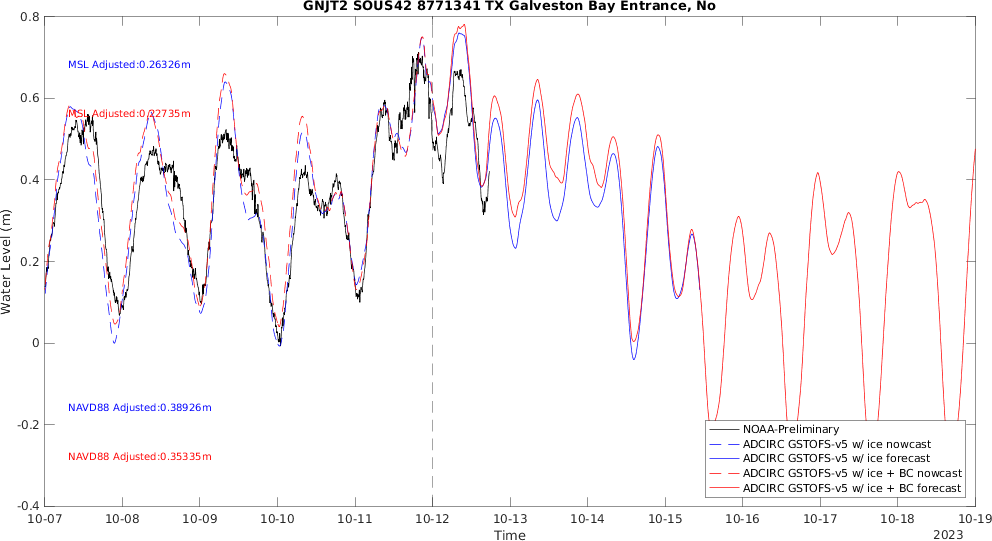 GNJT2 SOUS42 8771341 TX Galveston Bay Entrance, No
0.8
0.6
0.4
0.2
0
-0.2
-0.4
Water Level (m)
MSL Adjusted:0.26326m
MSL Adjusted:0.22735m
NAVD88 Adjusted:0.38926m
NAVD88 Adjusted:0.35335m
NOAA-Preliminary
ADCIRC GSTOFS-v5 w/ ice nowcast
ADCIRC GSTOFS-v5 w/ ice forecast
ADCIRC GSTOFS-v5 w/ ice + BC nowcast
ADCIRC GSTOFS-v5 w/ ice + BC forecast
10-07 10-08 10-09 10-10 10-11 10-12 10-13 10-14 10-15 10-16 10-17 10-18 10-19
Time
2023